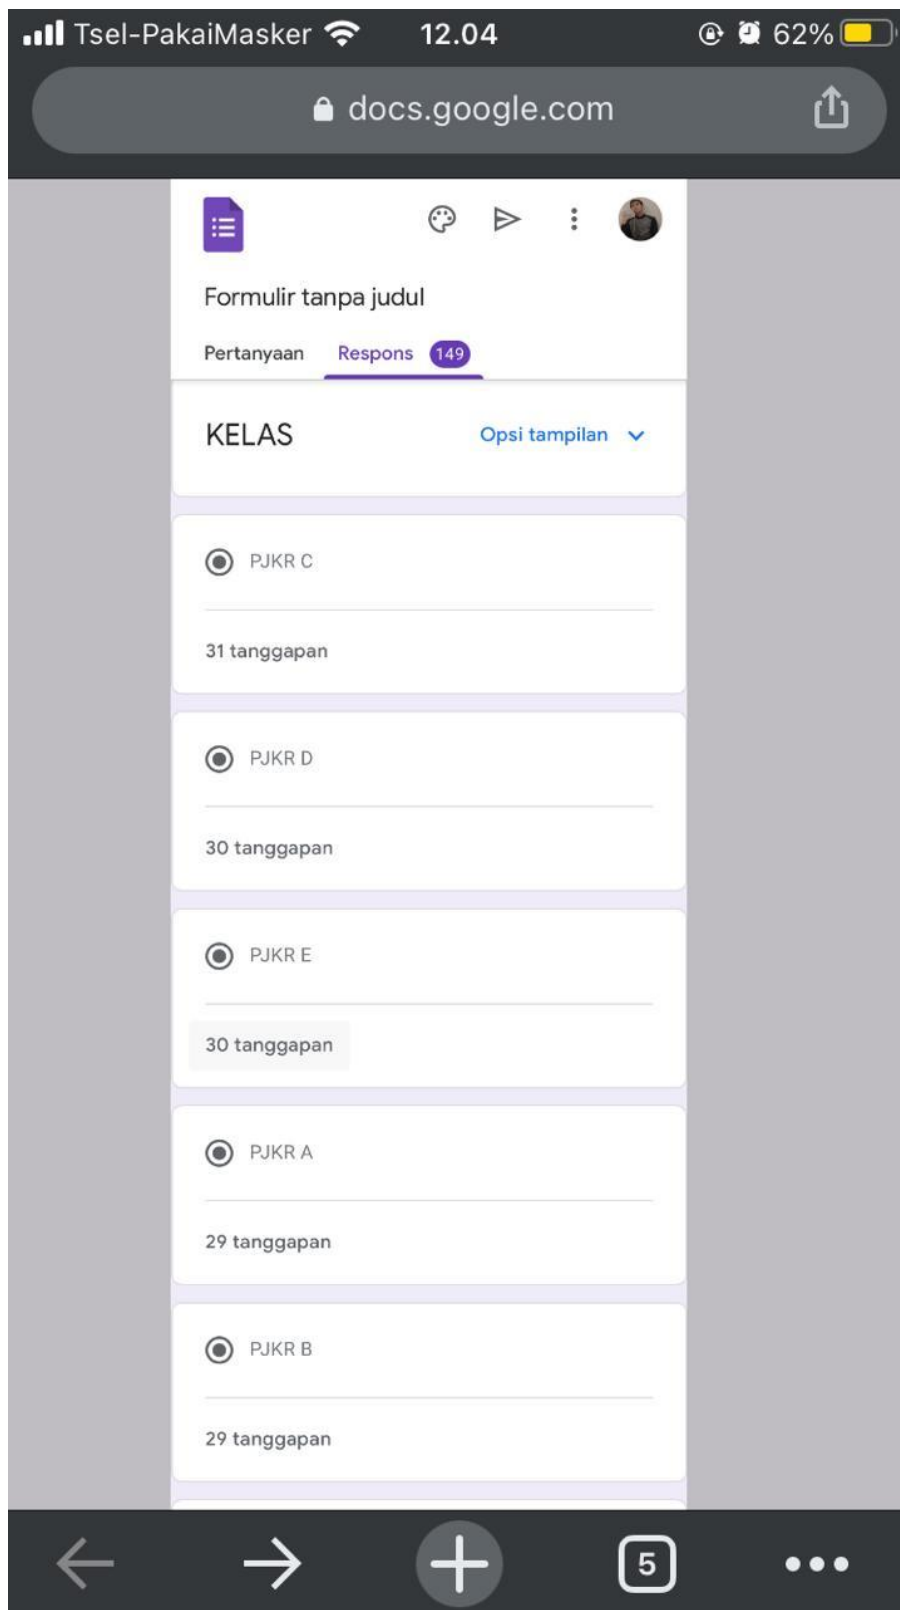 Tsel-PakaiMasker 12.04 62%
docs.google.com
Formulir tanpa judul
Pertanyaan Respons 149
KELAS Opsi tampilan
PJKR C
31 tanggapan
PJKR D
30 tanggapan
PJKR E
30 tanggapan
PJKR A
29 tanggapan
PJKR B
29 tanggapan
5